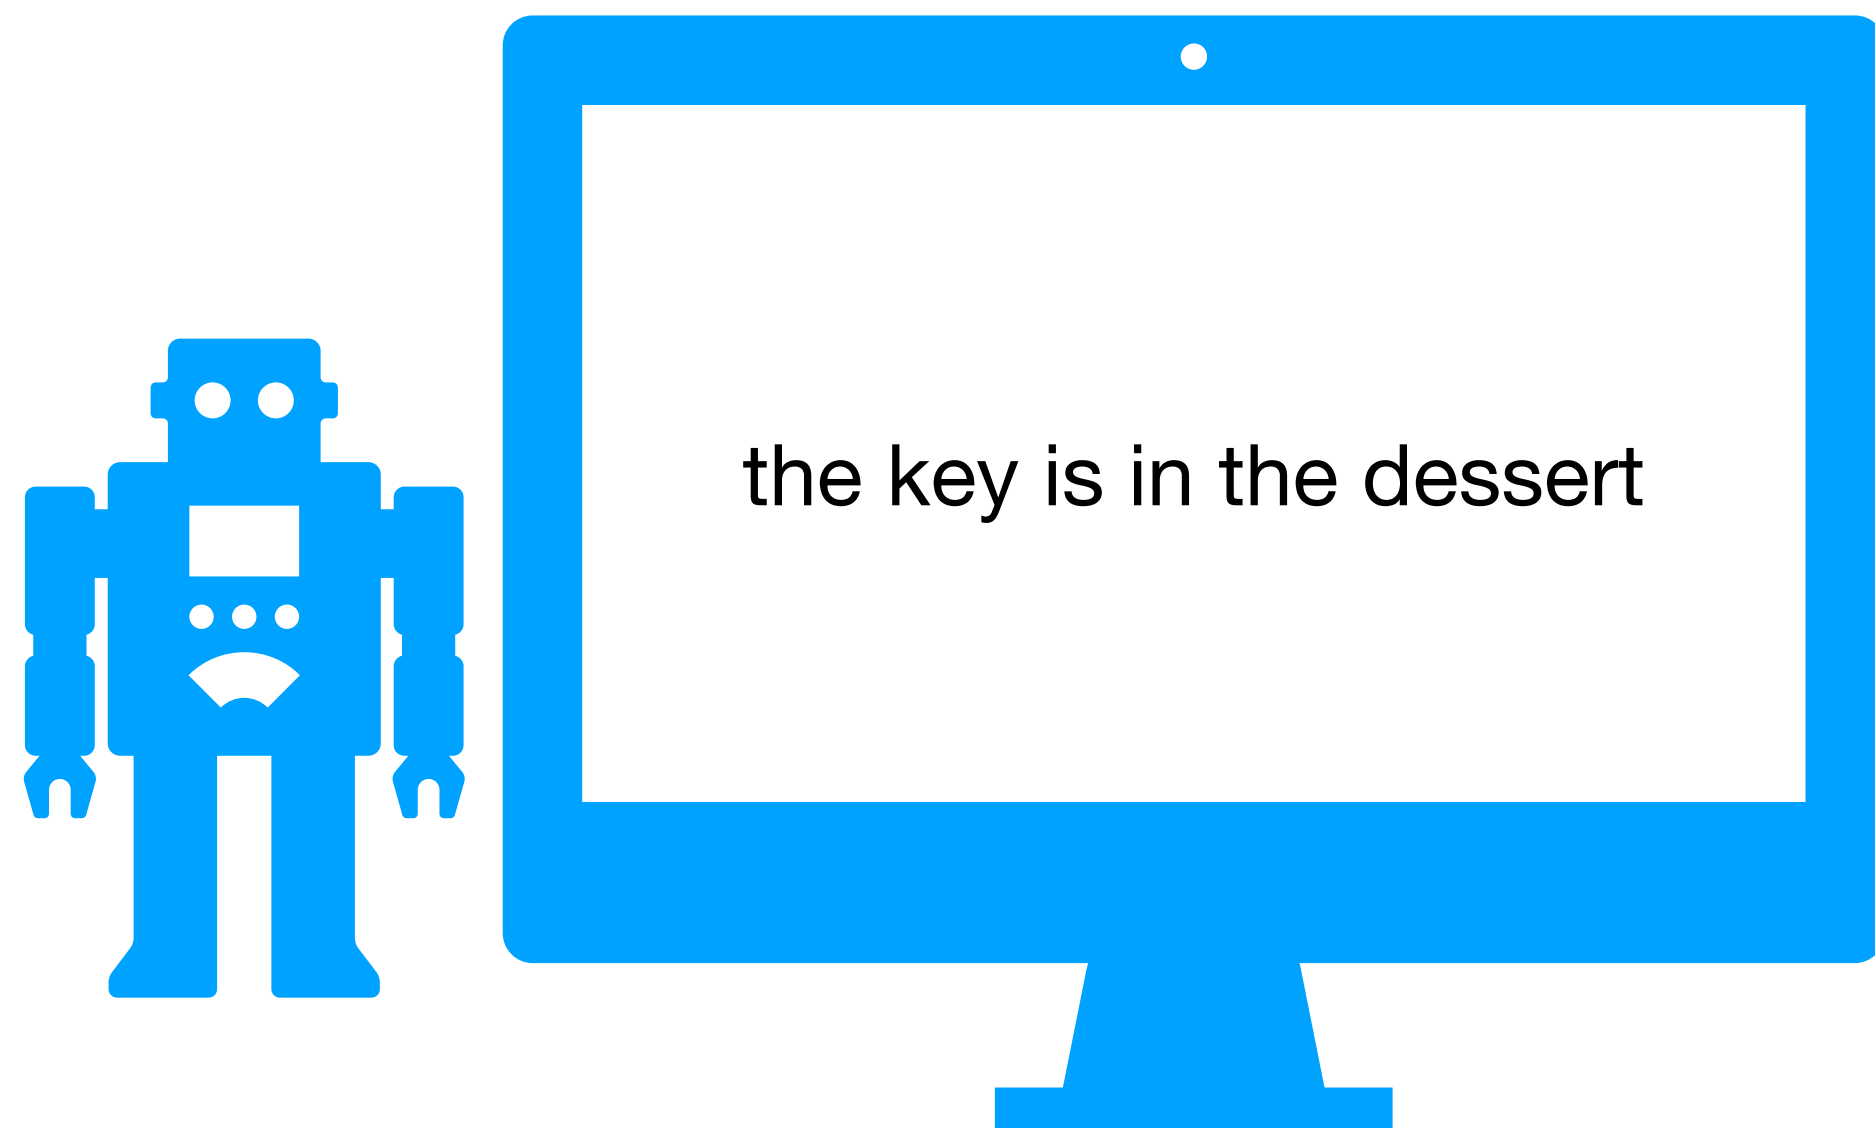 the key is in the dessert